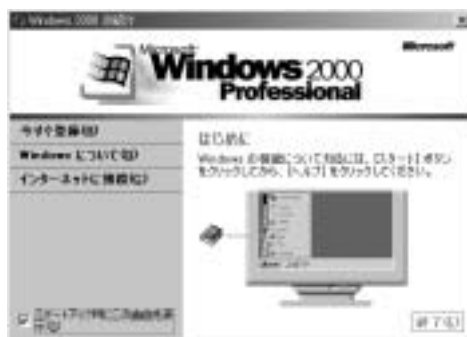 Windows 2000 の紹介
Microsoft
Microsoft
Windows 2000
Professional
今すぐ登録(R)
Windows について(D)
インターネットに接続(C)
はじめに
Windows の機能について知るには、[スタート] ボタン
をクリックしてから、[ヘルプ] をクリックしてください。
スタートアップ時にこの画面を表
示(S)
終了(X)